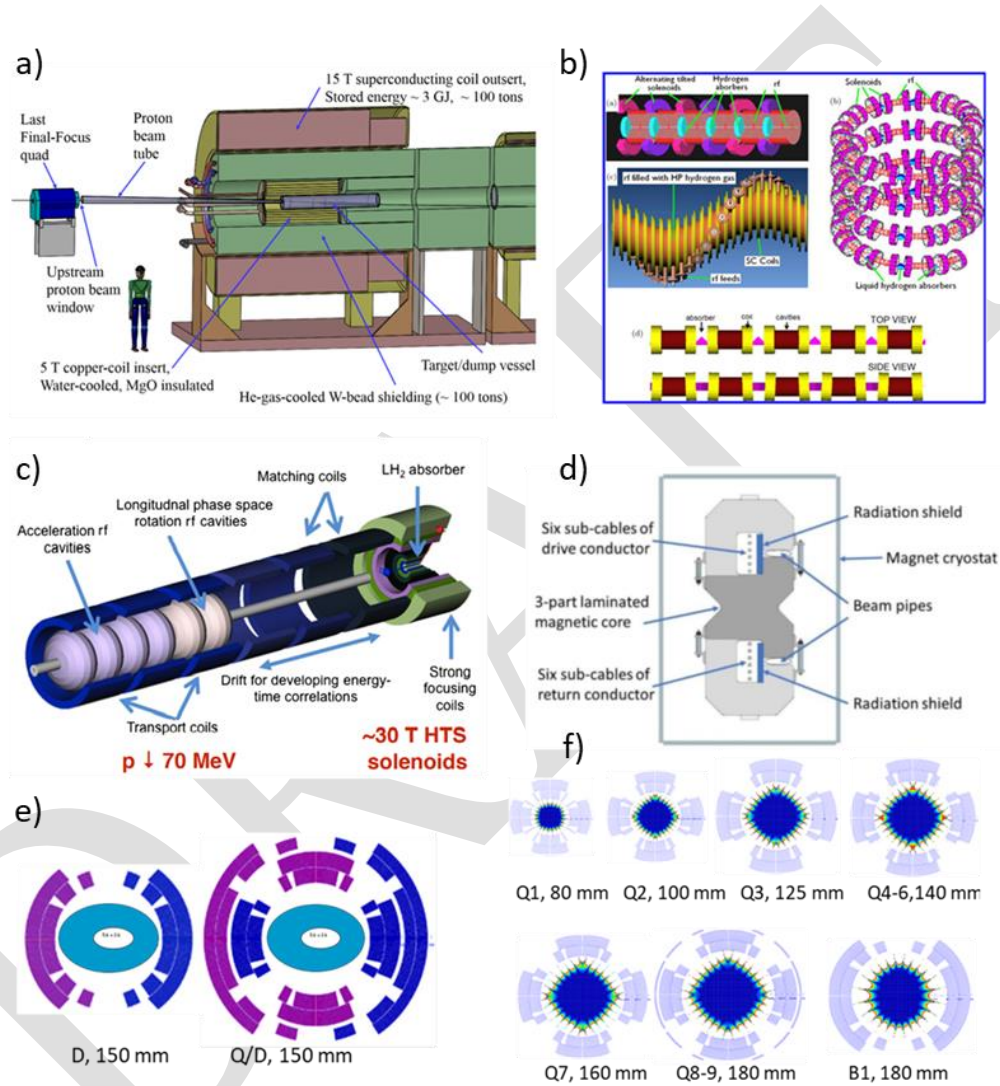 a)
15 T superconducting coil outsert,
Stored energy ~ 3 GJ, ~ 100 tons
Last
Final-Focus
quad
Proton
beam
tube
Upstream
proton beam
window
5 T copper-coil insert,
Water-cooled, MgO insulated
Target/dump vessel
He-gas-cooled W-bead shielding (~ 100 tons)
b)
Alternating tilted
solenoids
Hydrogen
absorbers
rf
(a)
Solenoids
rf
(b)
(c)
rf filled with HP hydrogen gas
SC Coils
rf feeds
Liquid hydrogen absorbers
absorber
cavities
TOP VIEW
(d)
SIDE VIEW
c)
Matching coils
LH2 absorber
Longitudnal phase space
rotation rf cavities
Acceleration rf
cavities
Drift for developing energy-
time correlations
Strong
focusing
coils
Transport coils
p ↓ 70 MeV
~30 T HTS
solenoids
d)
Six sub-cables of
drive conductor
Radiation shield
Magnet cryostat
3-part laminated
magnetic core
Beam pipes
Six sub-cables of
return conductor
Radiation shield
e)
D, 150 mm
Q/D, 150 mm
f)
Q1, 80 mm
Q2, 100 mm
Q3, 125 mm
Q4-6,140 mm
Q7, 160 mm
Q8-9, 180 mm
B1, 180 mm